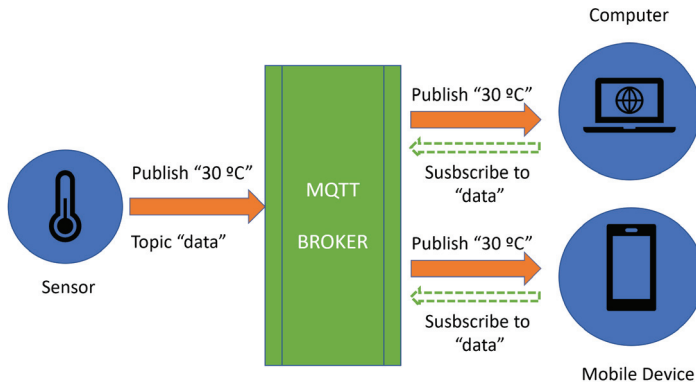 Computer
Publish “30 ºC”
Susbscribe to
“data”
Publish “30 ºC”
Topic “data”
Sensor
MQTT
BROKER
Publish “30 ºC”
Susbscribe to
“data”
Mobile Device